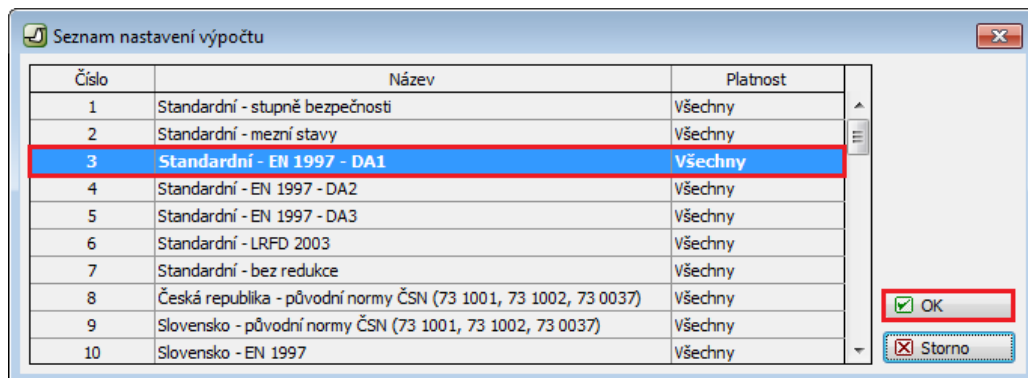 Seznam nastavení výpočtu
Číslo Název Platnost
1 Standardní - stupně bezpečnosti Všechny
2 Standardní - mezní stavy Všechny
3 Standardní - EN 1997 - DA1 Všechny
4 Standardní - EN 1997 - DA2 Všechny
5 Standardní - EN 1997 - DA3 Všechny
6 Standardní - LRFD 2003 Všechny
7 Standardní - bez redukce Všechny
8 Česká republika - původní normy ČSN (73 1001, 73 1002, 73 0037) Všechny
9 Slovensko - původní normy ČSN (73 1001, 73 1002, 73 0037) Všechny
10 Slovensko - EN 1997 Všechny
OK
Storno